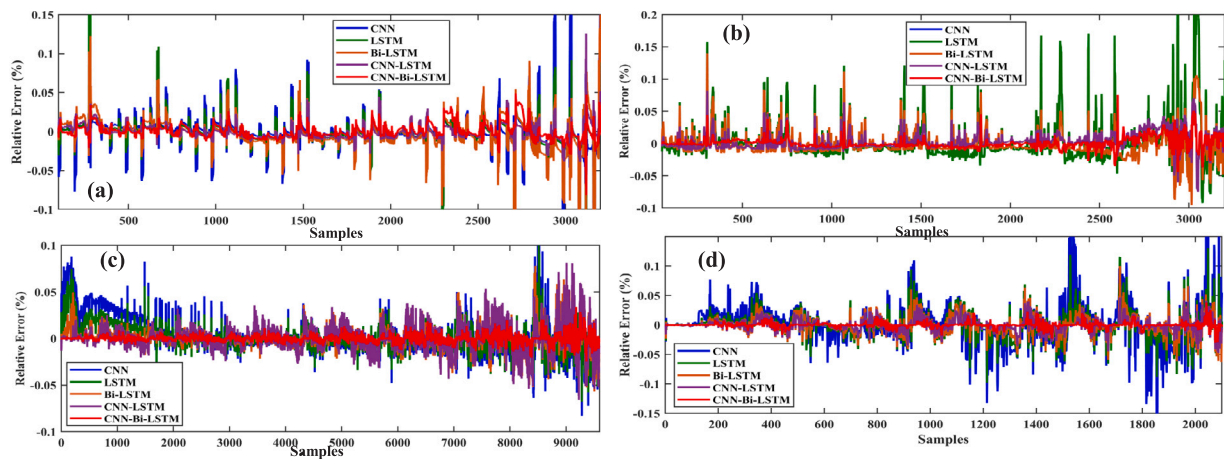 0.15
0.1
0.05
0
-0.05
-0.1
Relative Error (%)
CNN
LSTM
Bi-LSTM
CNN-LSTM
CNN-Bi-LSTM
(a)
500
1000
1500
2000
2500
3000
Samples
0.2
0.15
0.1
0.05
0
-0.05
-0.1
Relative Error (%)
(b)
CNN
LSTM
Bi-LSTM
CNN-LSTM
CNN-Bi-LSTM
500
1000
1500
2000
2500
3000
Samples
0.1
0.05
0
-0.05
-0.1
Relative Error (%)
(c)
CNN
LSTM
Bi-LSTM
CNN-LSTM
CNN-Bi-LSTM
0
1000
2000
3000
4000
5000
6000
7000
8000
9000
Samples
0.15
0.1
0.05
0
-0.05
-0.1
-0.15
Relative Error (%)
(d)
CNN
LSTM
Bi-LSTM
CNN-LSTM
CNN-Bi-LSTM
0
200
400
600
800
1000
1200
1400
1600
1800
2000
Samples